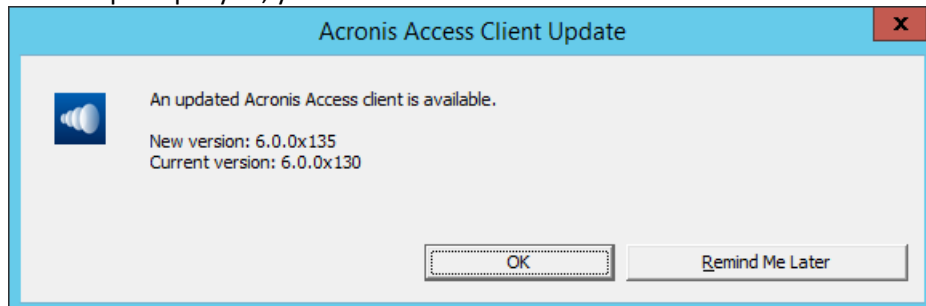 Acronis Access Client Update
x
An updated Acronis Access client is available.
New version: 6.0.0x135
Current version: 6.0.0x130
OK
Remind Me Later